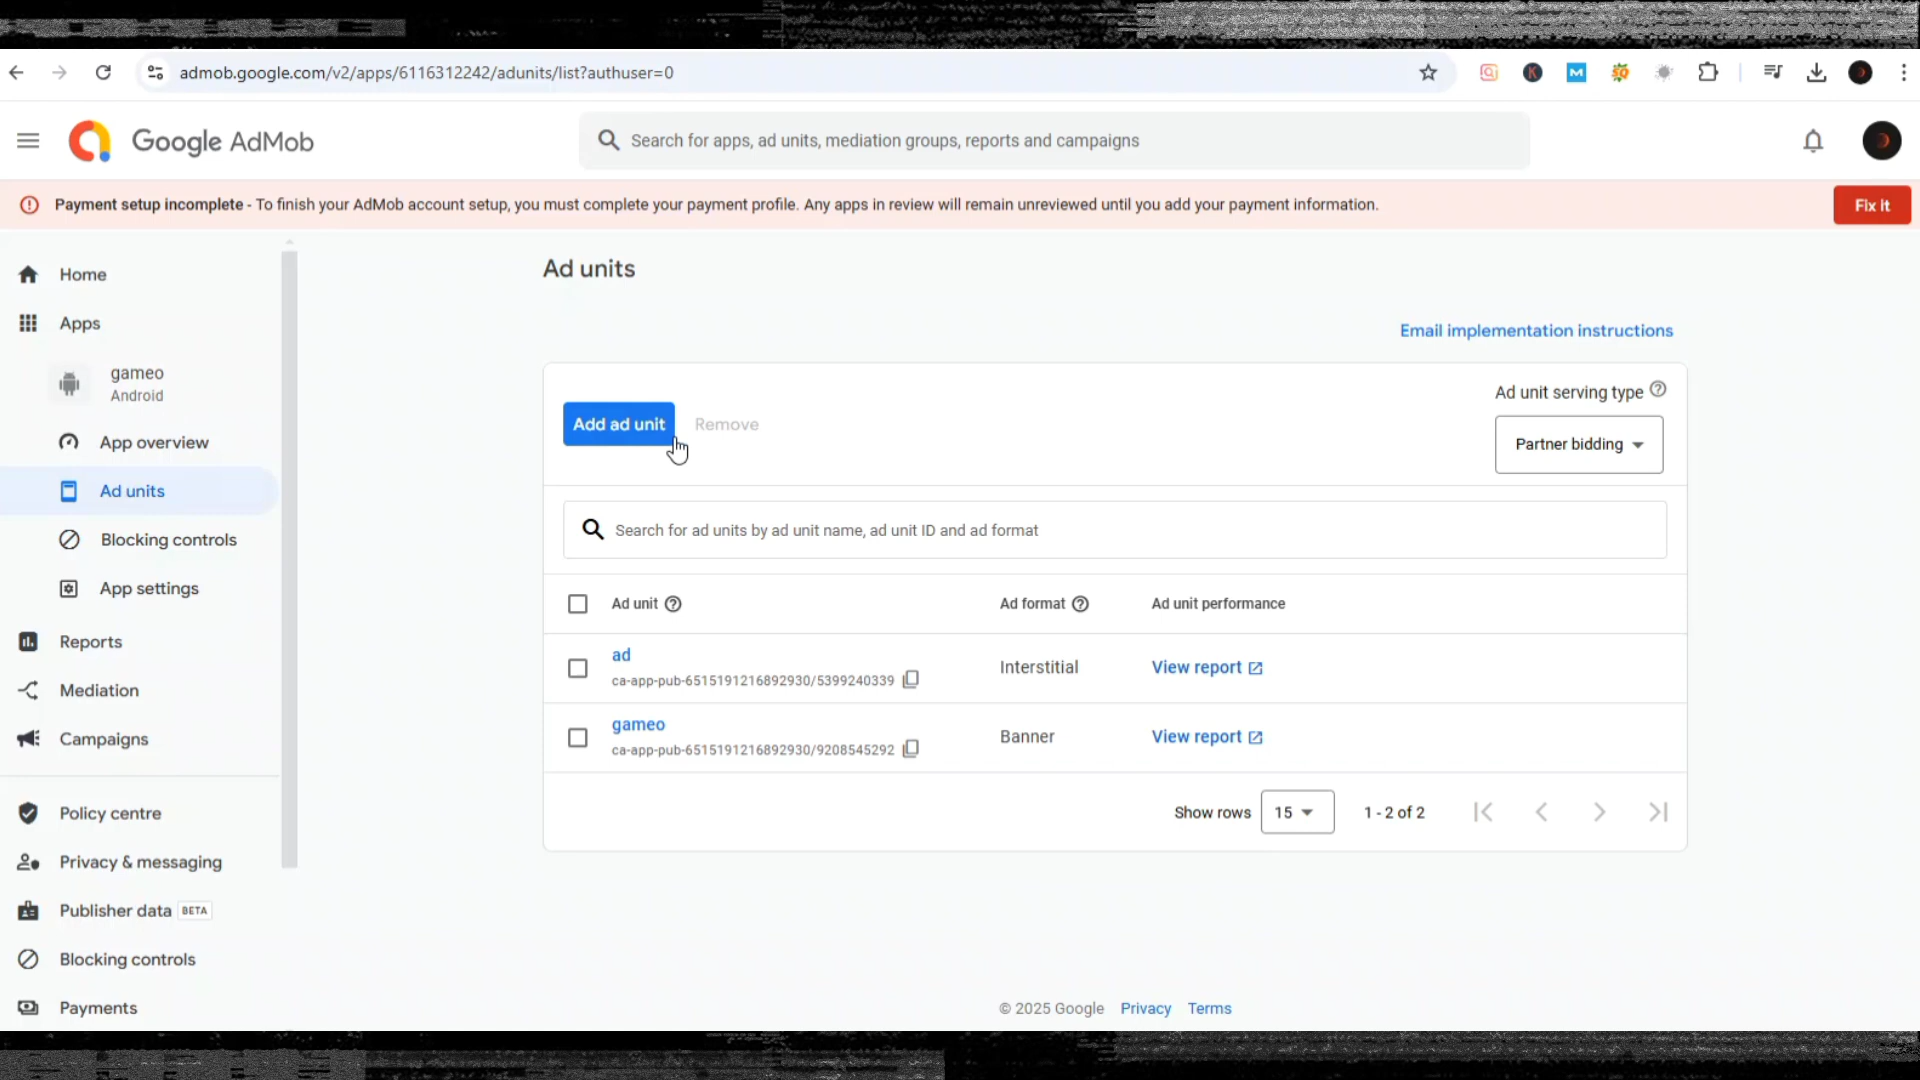 admob.google.com/v2/apps/6116312242/adunits/list?authuser=0
Google AdMob
Search for apps, ad units, mediation groups, reports and campaigns
Payment setup incomplete - To finish your AdMob account setup, you must complete your payment profile. Any apps in review will remain unreviewed until you add your payment information.
Fix It
Home
Apps
gameo
Android
App overview
Ad units
Blocking controls
App settings
Reports
Mediation
Campaigns
Policy centre
Privacy & messaging
Publisher data BETA
Blocking controls
Payments
Ad units
Email implementation instructions
Add ad unit
Remove
Ad unit serving type
Partner bidding
Search for ad units by ad unit name, ad unit ID and ad format
Ad unit Ad format Ad unit performance
ad
ca-app-pub-6515191216892930/5399240339
Interstitial
View report
gameo
ca-app-pub-6515191216892930/9208545292
Banner
View report
Show rows 15 1 - 2 of 2
© 2025 Google Privacy Terms